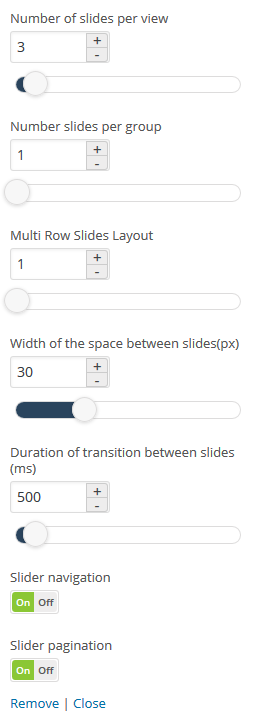 Number of slides per view
3 + -
Number slides per group
1 + -
Multi Row Slides Layout
1 + -
Width of the space between slides(px)
30 + -
Duration of transition between slides
(ms)
500 + -
Slider navigation
On Off
Slider pagination
On Off
Remove | Close